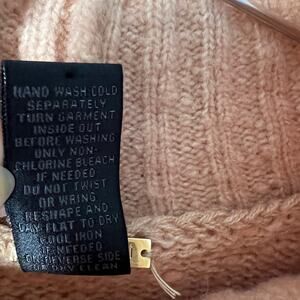 HAND WASH COLD
SEPARATELY
TURN GARMENT
INSIDE OUT
BEFORE WASHING
ONLY NON-
CHLORINE BLEACH
IF NEEDED
DO NOT TWIST
OR WRING
RESHAPE AND
LAY FLAT TO DRY
COOL IRON
IF NEEDED
ON REVERSE SIDE
OR DRY CLEAN